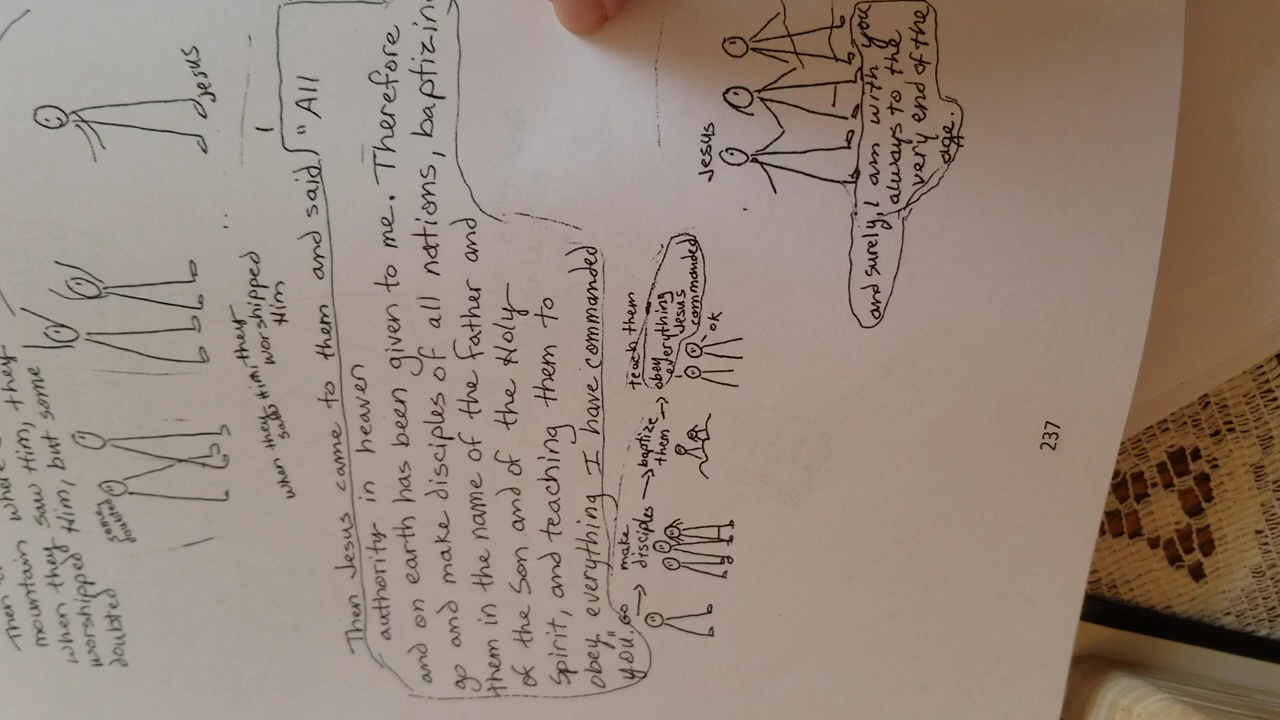 Then
mountain where
when they saw Him, they
worshipped Him, but some
doubted
some
doubted
Jesus
when they saw Him, they
worshipped
Him
Then Jesus came to them and said, "All
authority in heaven
and on earth has been given to me. Therefore
go and make disciples of all nations, baptizing
them in the name of the Father and
of the Son and of the Holy
Spirit, and teaching them to
obey everything I have commanded
you."
Go →
make
disciples →
baptize
them →
teach them
obey
everything
Jesus
commanded
ok
Jesus
and surely, I am with you
always to the
very end of the
age.
237